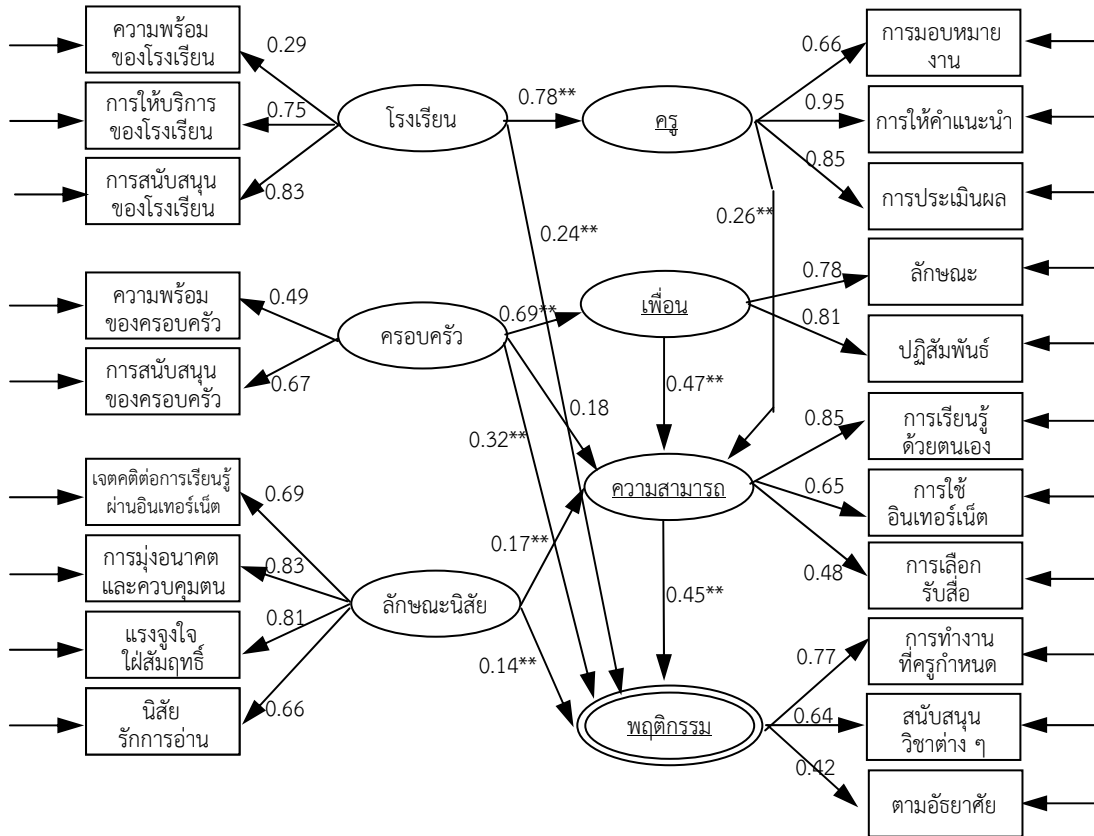 ความพร้อม
ของโรงเรียน
0.29
การให้บริการ
ของโรงเรียน
0.75
การสนับสนุน
ของโรงเรียน
0.83
โรงเรียน
0.78**
0.24**
ครู
0.26**
0.66
การมอบหมาย
งาน
0.95
การให้คำแนะนำ
0.85
การประเมินผล
ความพร้อม
ของครอบครัว
0.49
การสนับสนุน
ของครอบครัว
0.67
ครอบครัว
0.69**
0.18
0.32**
เพื่อน
0.47**
0.78
ลักษณะ
0.81
ปฏิสัมพันธ์
เจตคติต่อการเรียนรู้
ผ่านอินเทอร์เน็ต
0.69
การมุ่งอนาคต
และควบคุมตน
0.83
แรงจูงใจ
ใฝ่สัมฤทธิ์
0.81
นิสัย
รักการอ่าน
0.66
ลักษณะนิสัย
0.17**
0.14**
ความสามารถ
0.45**
0.85
การเรียนรู้
ด้วยตนเอง
0.65
การใช้
อินเทอร์เน็ต
0.48
การเลือก
รับสื่อ
พฤติกรรม
0.77
การทำงาน
ที่ครูกำหนด
0.64
สนับสนุน
วิชาต่าง ๆ
0.42
ตามอัธยาศัย